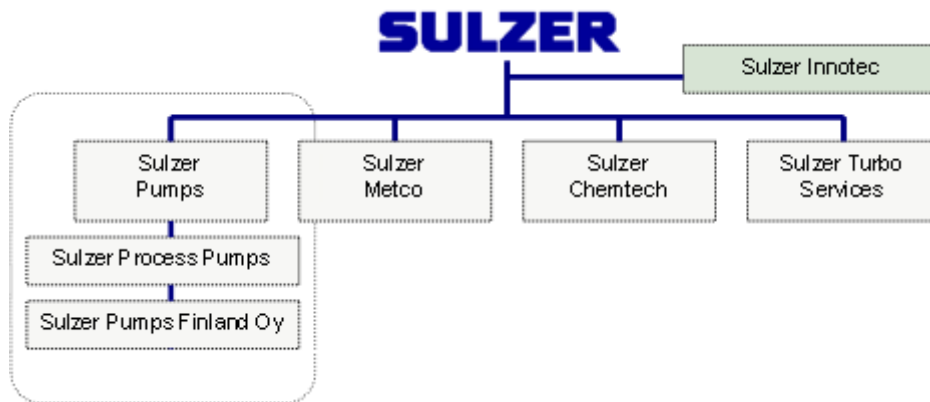 SULZER
Sulzer Innotec
Sulzer
Pumps
Sulzer
Metco
Sulzer
Chemtech
Sulzer Turbo
Services
Sulzer Process Pumps
Sulzer Pumps Finland Oy